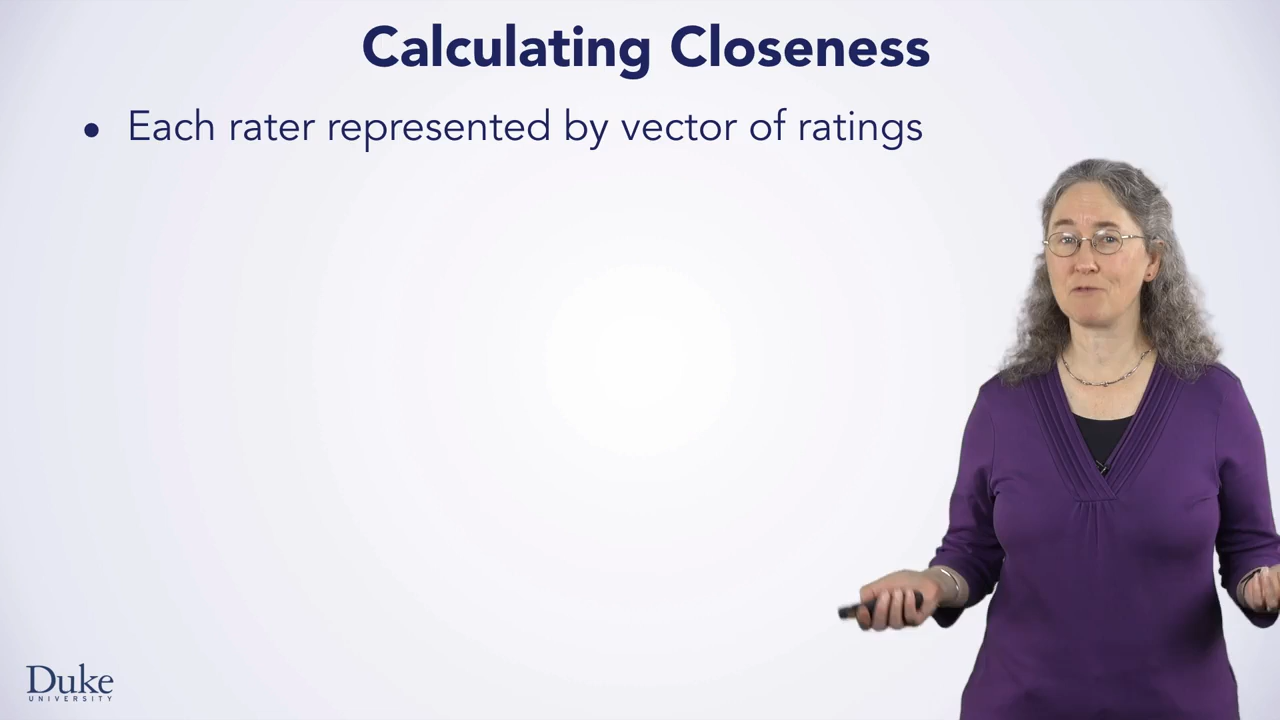 Calculating Closeness
• Each rater represented by vector of ratings
Duke
UNIVERSITY